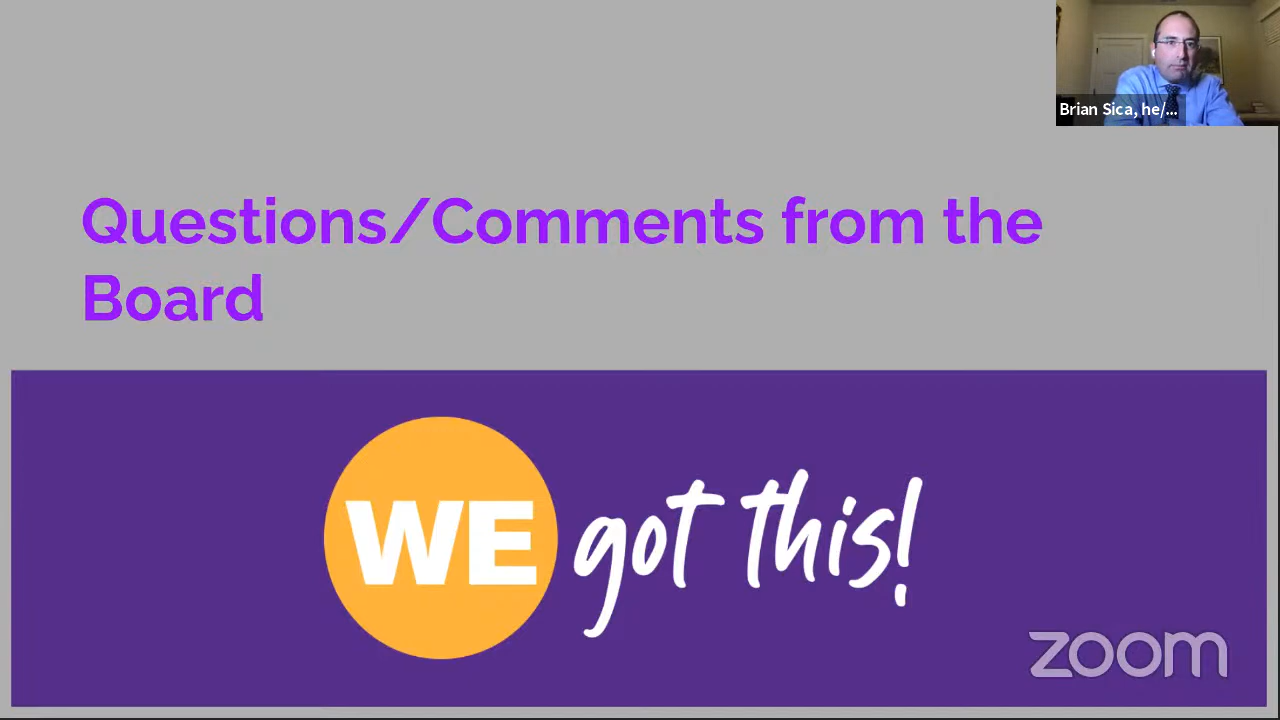 Brian Sica, he/...
Questions/Comments from the
Board
WE got this!
zoom